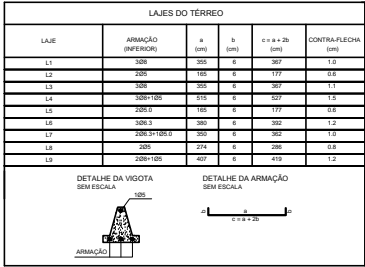 LAJES DO TÉRREO
LAJE ARMAÇÃO (INFERIOR) a (cm) b (cm) c = a + 2b (cm) CONTRA-FLECHA (cm)
L1 3Ø8 355 6 367 1.0
L2 2Ø5 165 6 177 0.6
L3 3Ø8 355 6 367 1.1
L4 3Ø8+1Ø5 515 6 527 1.5
L5 2Ø5.0 165 6 177 0.6
L6 3Ø6.3 380 6 392 1.2
L7 2Ø6.3+1Ø5.0 350 6 362 1.0
L8 2Ø5 274 6 286 0.8
L9 2Ø8+1Ø5 407 6 419 1.2
DETALHE DA VIGOTA DETALHE DA ARMAÇÃO
SEM ESCALA SEM ESCALA
1Ø5
b a b
c = a + 2b
ARMAÇÃO